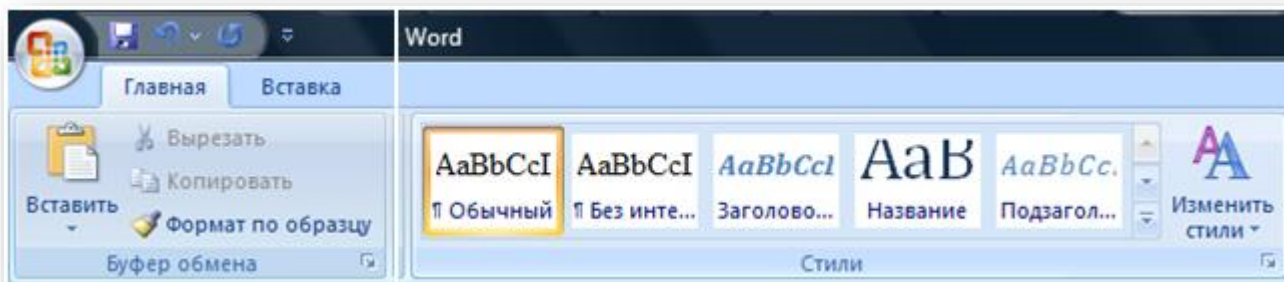 Word
Главная Вставка
Вырезать
Копировать
Вставить
Формат по образцу
Буфер обмена
AaBbCcI AaBbCcI AaBbCcI АаВ AaBbCc.
¶ Обычный ¶ Без инте... Заголово... Название Подзагол...
Изменить
стили
Стили